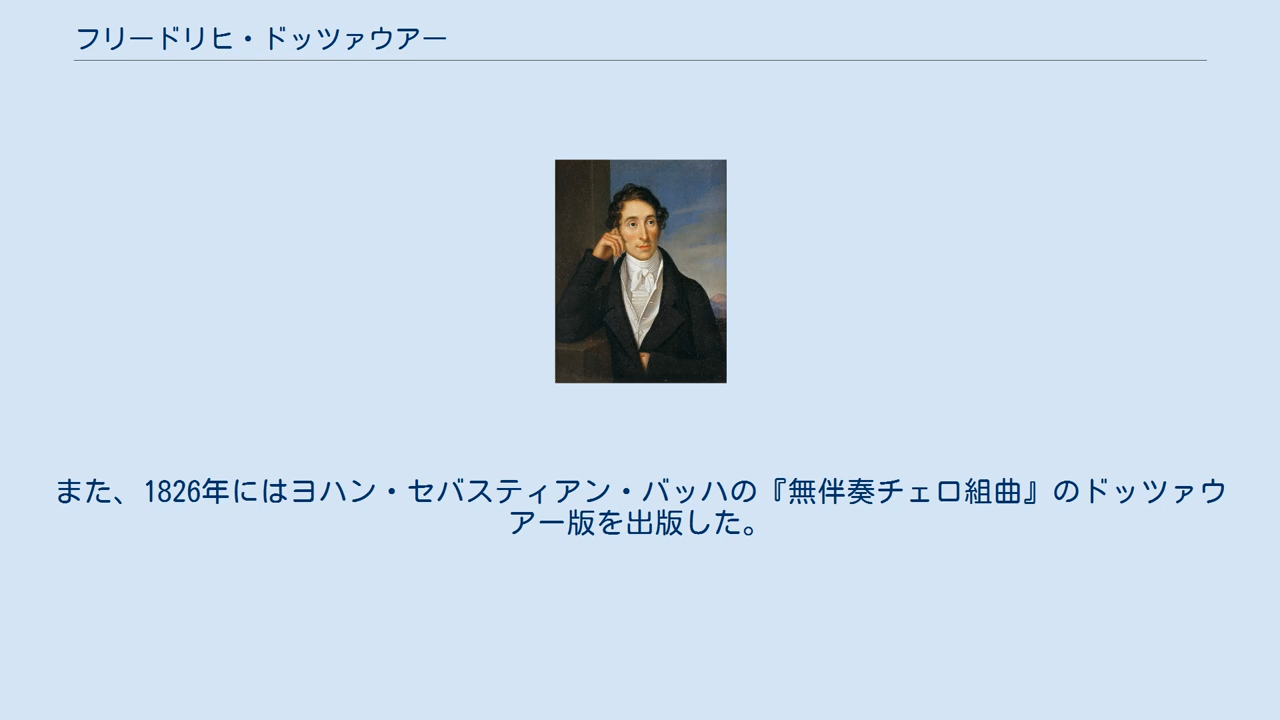 フリードリヒ・ドッツァウアー
また、1826年にはヨハン・セバスティアン・バッハの『無伴奏チェロ組曲』のドッツァウ
アー版を出版した。